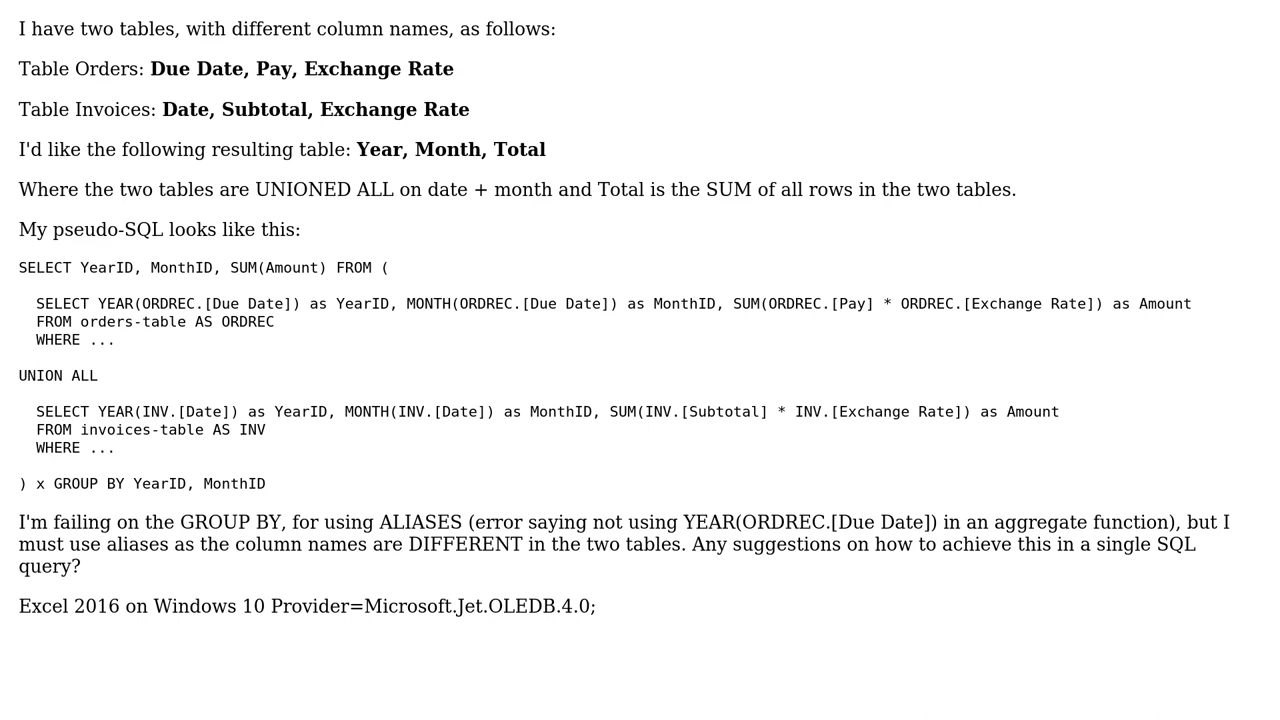 I have two tables, with different column names, as follows:
Table Orders: Due Date, Pay, Exchange Rate
Table Invoices: Date, Subtotal, Exchange Rate
I'd like the following resulting table: Year, Month, Total
Where the two tables are UNIONED ALL on date + month and Total is the SUM of all rows in the two tables.
My pseudo-SQL looks like this:
SELECT YearID, MonthID, SUM(Amount) FROM (
  SELECT YEAR(ORDREC.[Due Date]) as YearID, MONTH(ORDREC.[Due Date]) as MonthID, SUM(ORDREC.[Pay] * ORDREC.[Exchange Rate]) as Amount
  FROM orders-table AS ORDREC
  WHERE ...
UNION ALL
  SELECT YEAR(INV.[Date]) as YearID, MONTH(INV.[Date]) as MonthID, SUM(INV.[Subtotal] * INV.[Exchange Rate]) as Amount
  FROM invoices-table AS INV
  WHERE ...
) x GROUP BY YearID, MonthID
I'm failing on the GROUP BY, for using ALIASES (error saying not using YEAR(ORDREC.[Due Date]) in an aggregate function), but I
must use aliases as the column names are DIFFERENT in the two tables. Any suggestions on how to achieve this in a single SQL
query?
Excel 2016 on Windows 10 Provider=Microsoft.Jet.OLEDB.4.0;